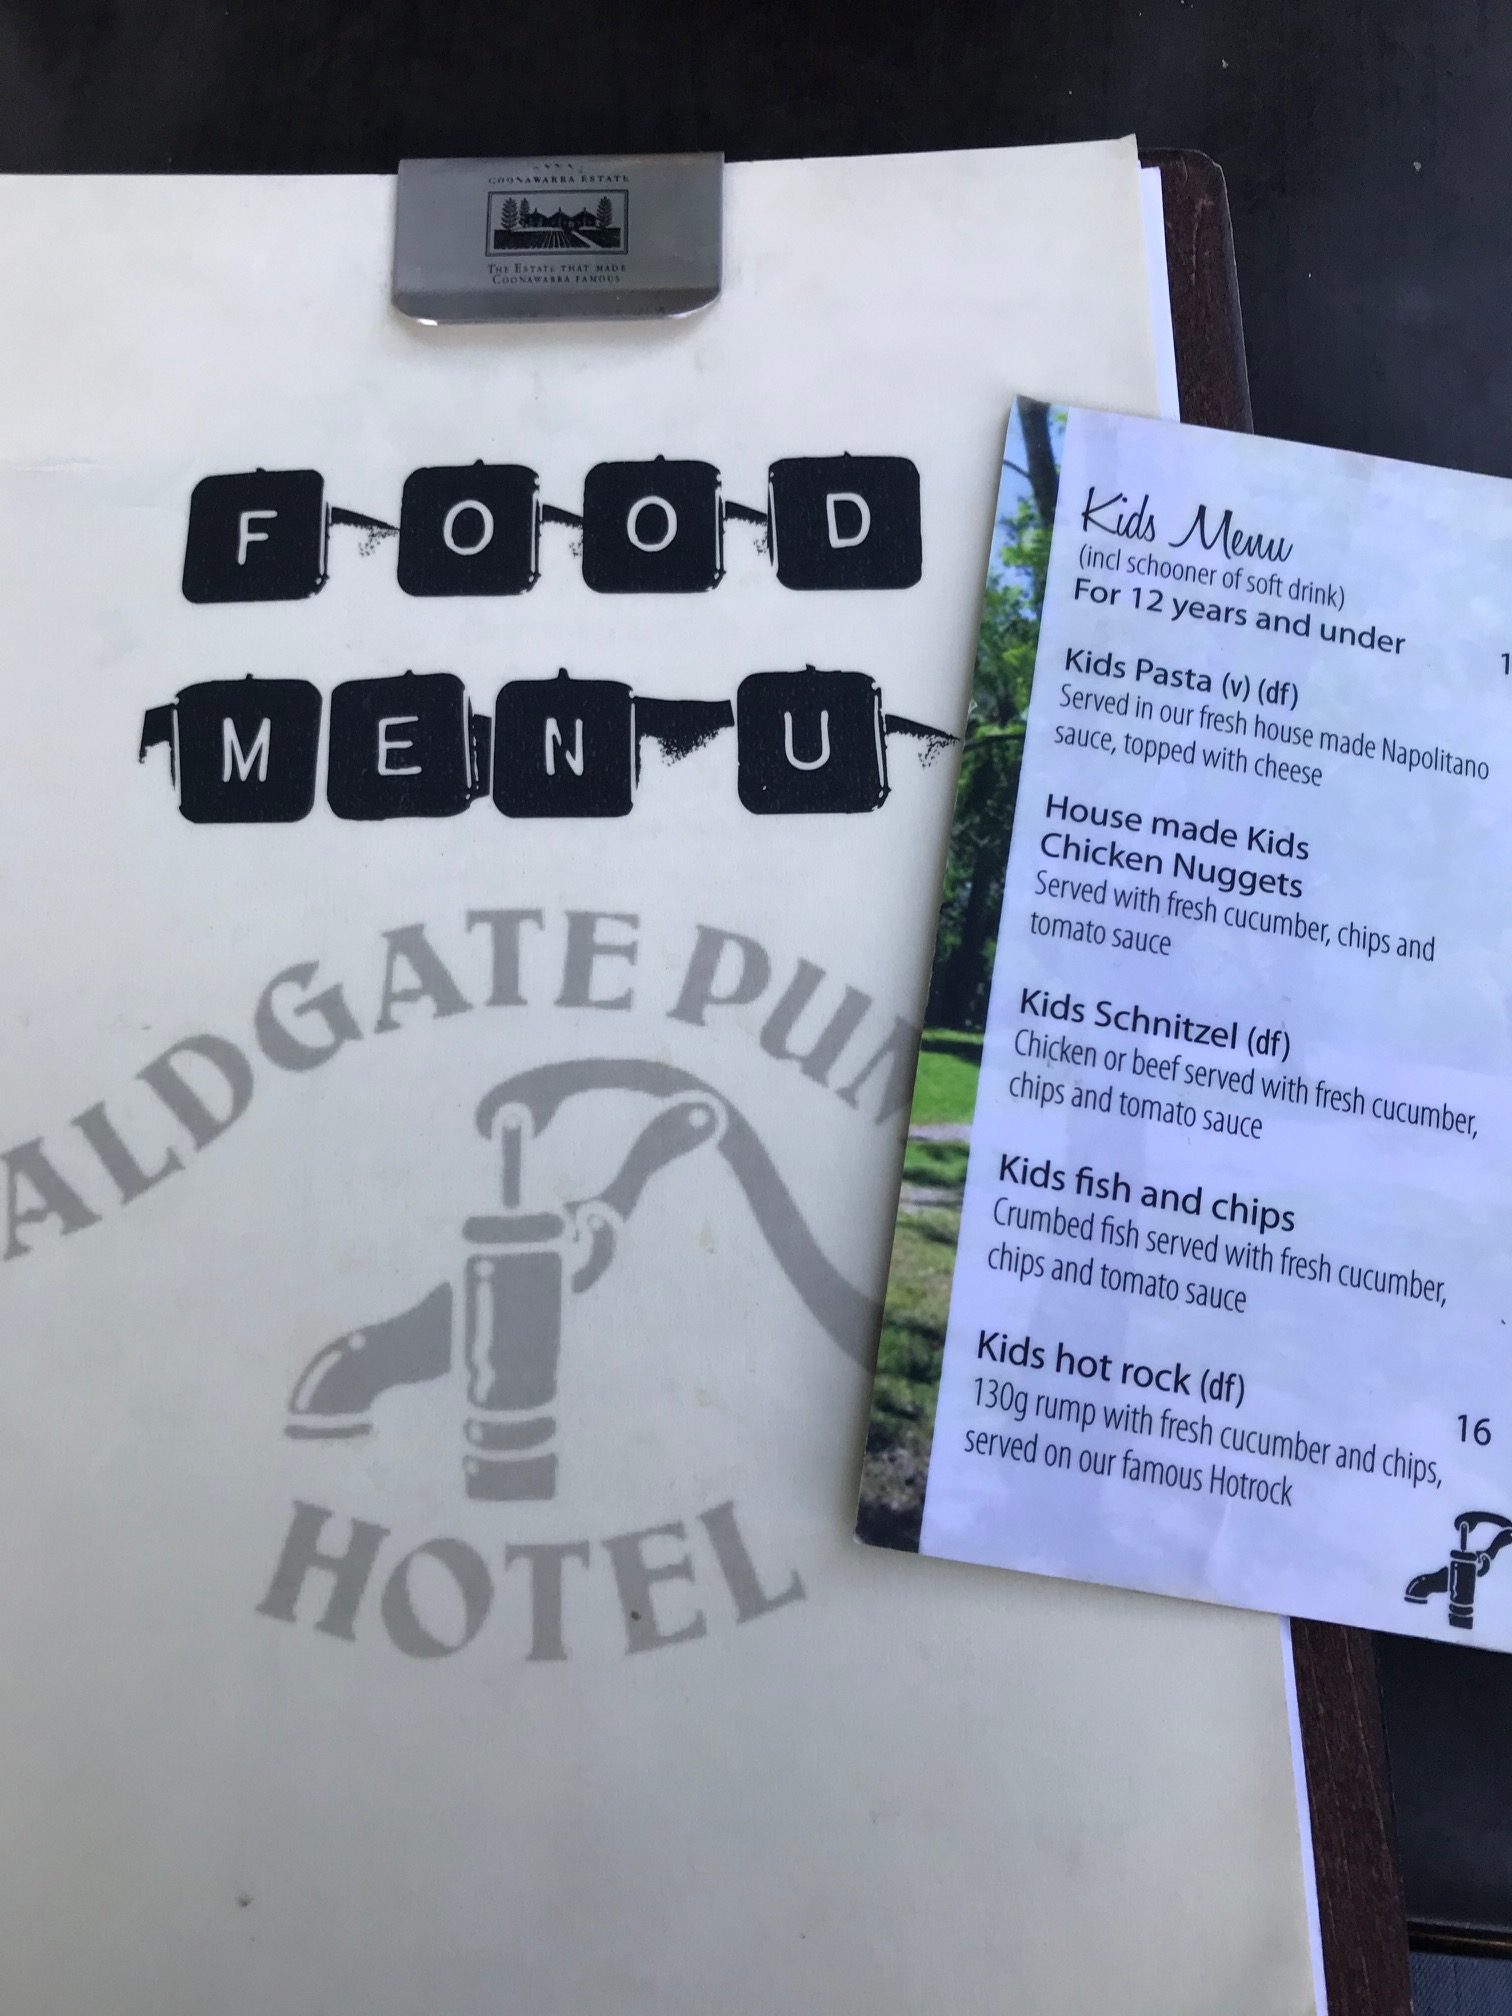 COONAWARRA ESTATE
THE ESTATE THAT MADE
COONAWARRA FAMOUS
FOOD
MENU
ALDGATE PUM
HOTEL
Kids Menu
(incl schooner of soft drink)
For 12 years and under
Kids Pasta (v) (df)
Served in our fresh house made Napolitano
sauce, topped with cheese
House made Kids
Chicken Nuggets
Served with fresh cucumber, chips and
tomato sauce
Kids Schnitzel (df)
Chicken or beef served with fresh cucumber,
chips and tomato sauce
Kids fish and chips
Crumbed fish served with fresh cucumber,
chips and tomato sauce
Kids hot rock (df) 16
130g rump with fresh cucumber and chips,
served on our famous Hotrock